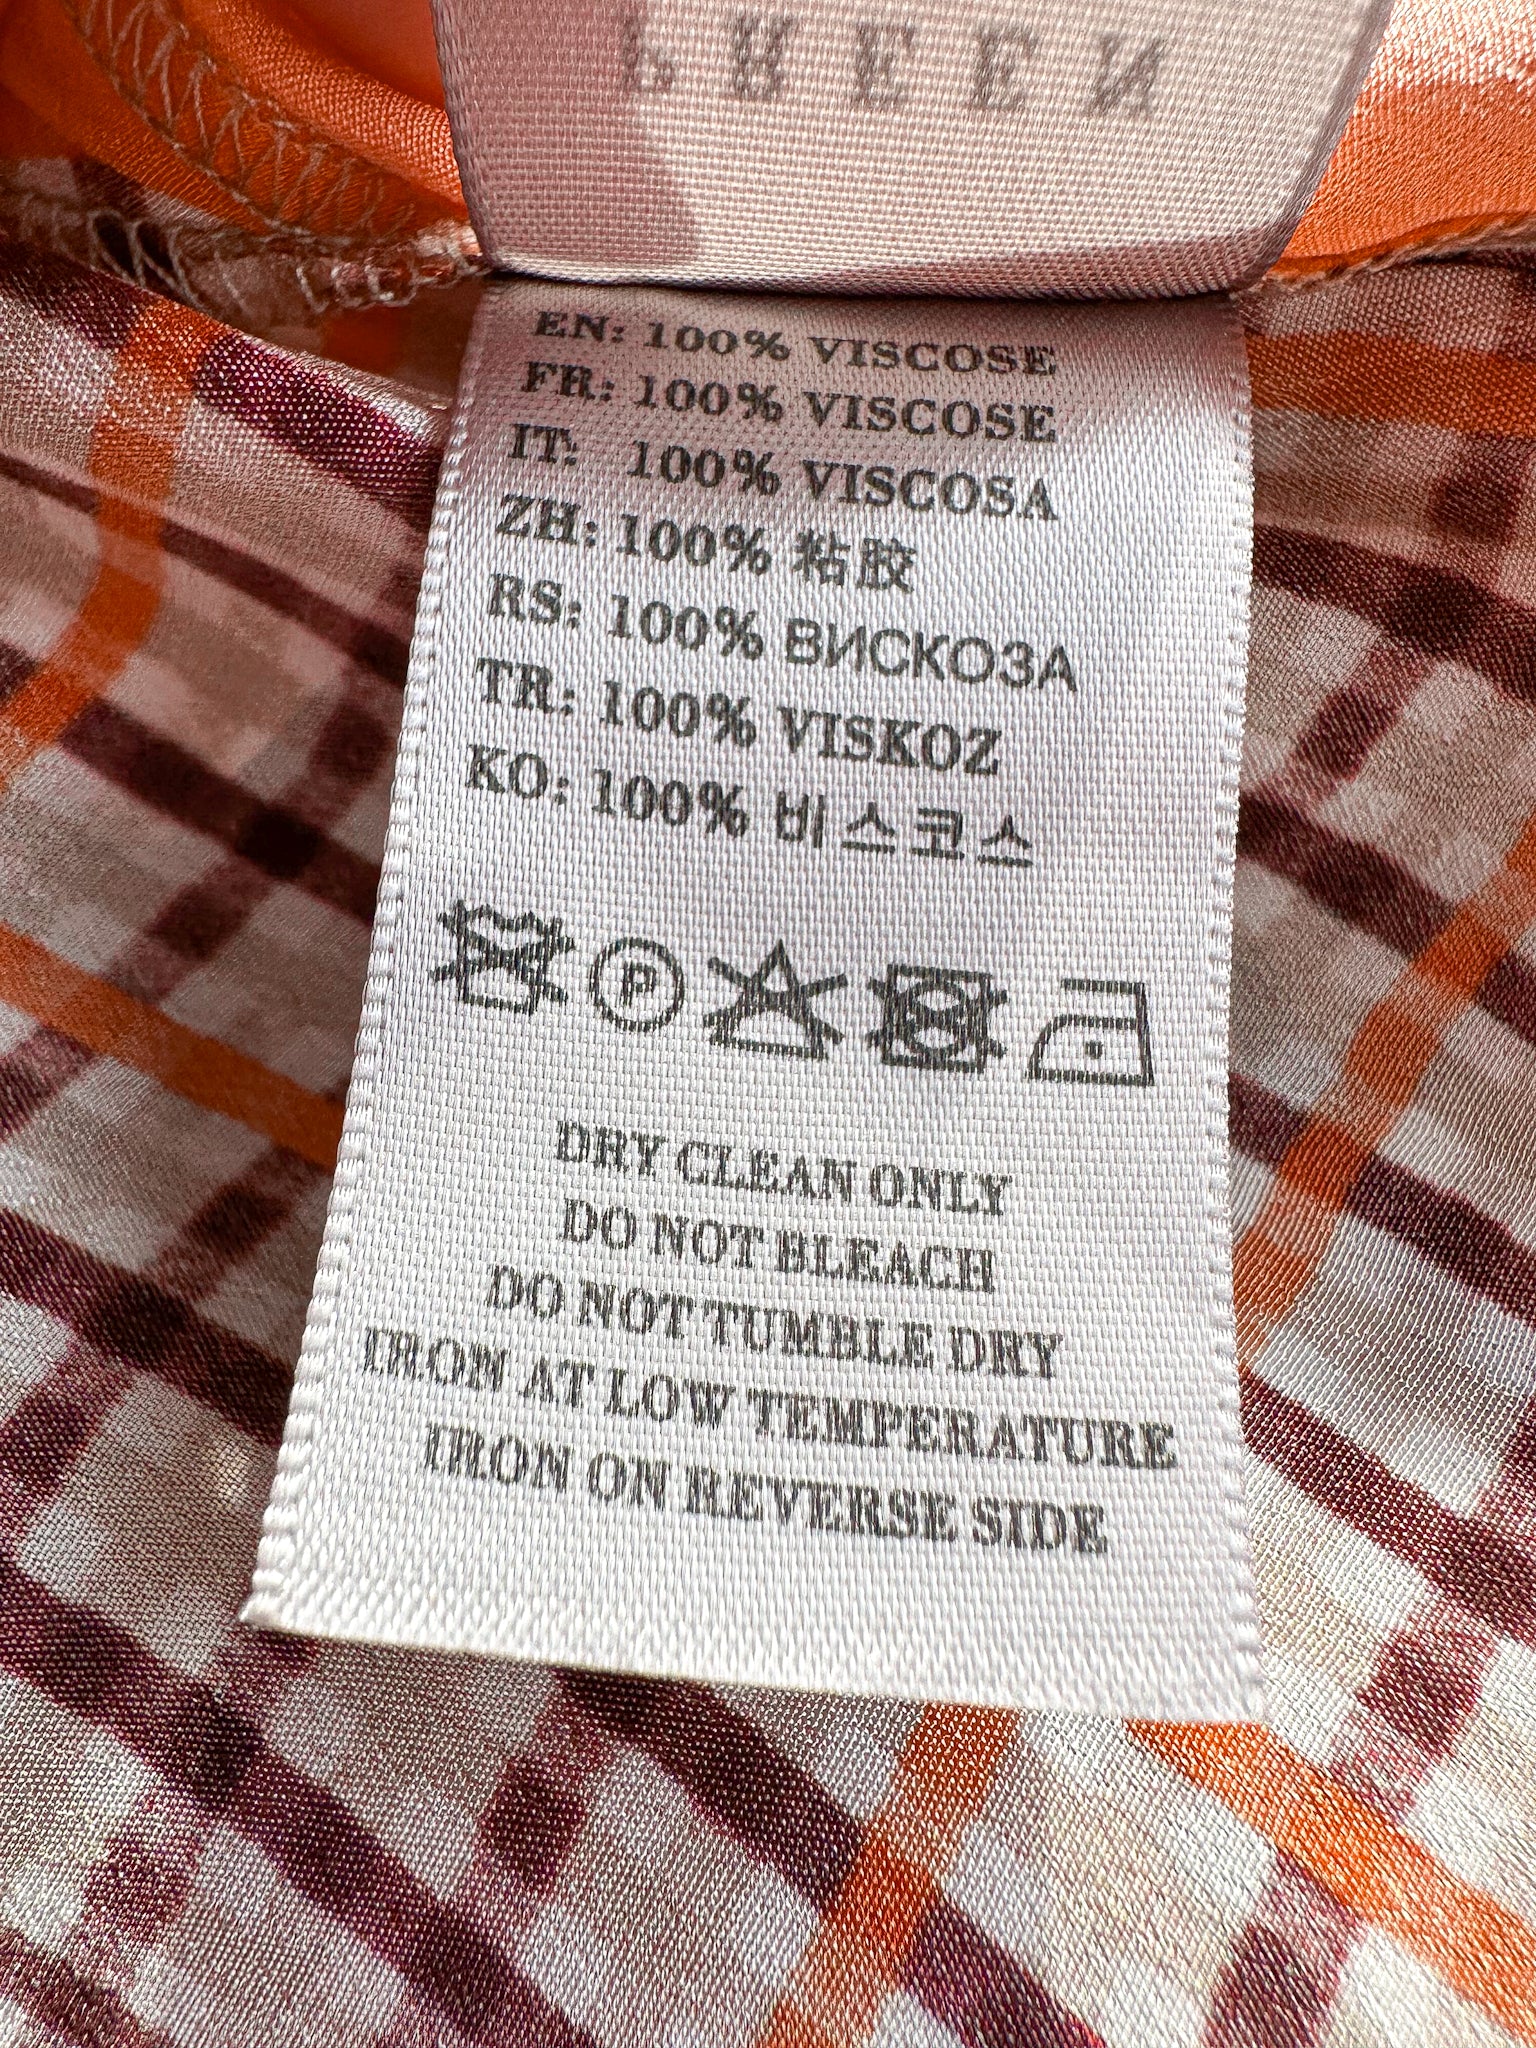 EN: 100% VISCOSE
FR: 100% VISCOSE
IT: 100% VISCOSA
ZH: 100% 粘胶
RS: 100% ВИСКОЗА
TR: 100% VISKOZ
KO: 100% 비스코스
P
DRY CLEAN ONLY
DO NOT BLEACH
DO NOT TUMBLE DRY
IRON AT LOW TEMPERATURE
IRON ON REVERSE SIDE